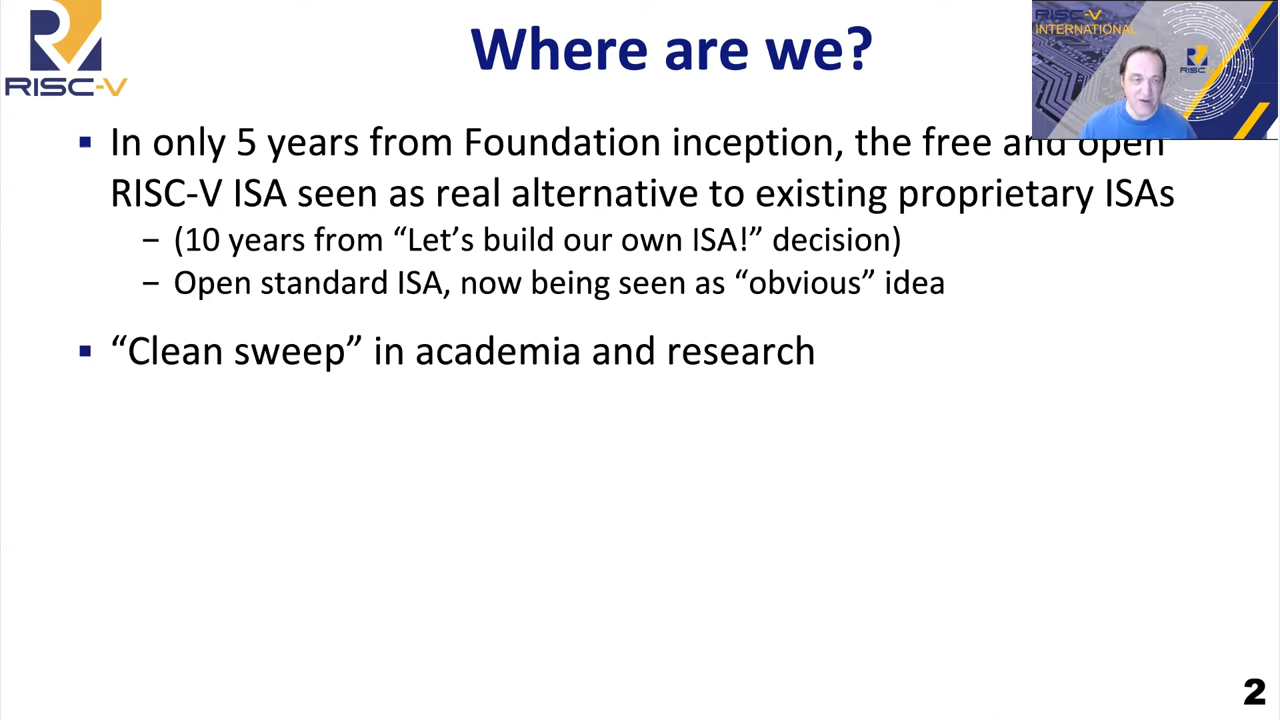 RISC-V
Where are we?
RISC-V
INTERNATIONAL
RISC
▪ In only 5 years from Foundation inception, the free and open
RISC-V ISA seen as real alternative to existing proprietary ISAs
– (10 years from “Let’s build our own ISA!” decision)
– Open standard ISA, now being seen as “obvious” idea
▪ “Clean sweep” in academia and research
2